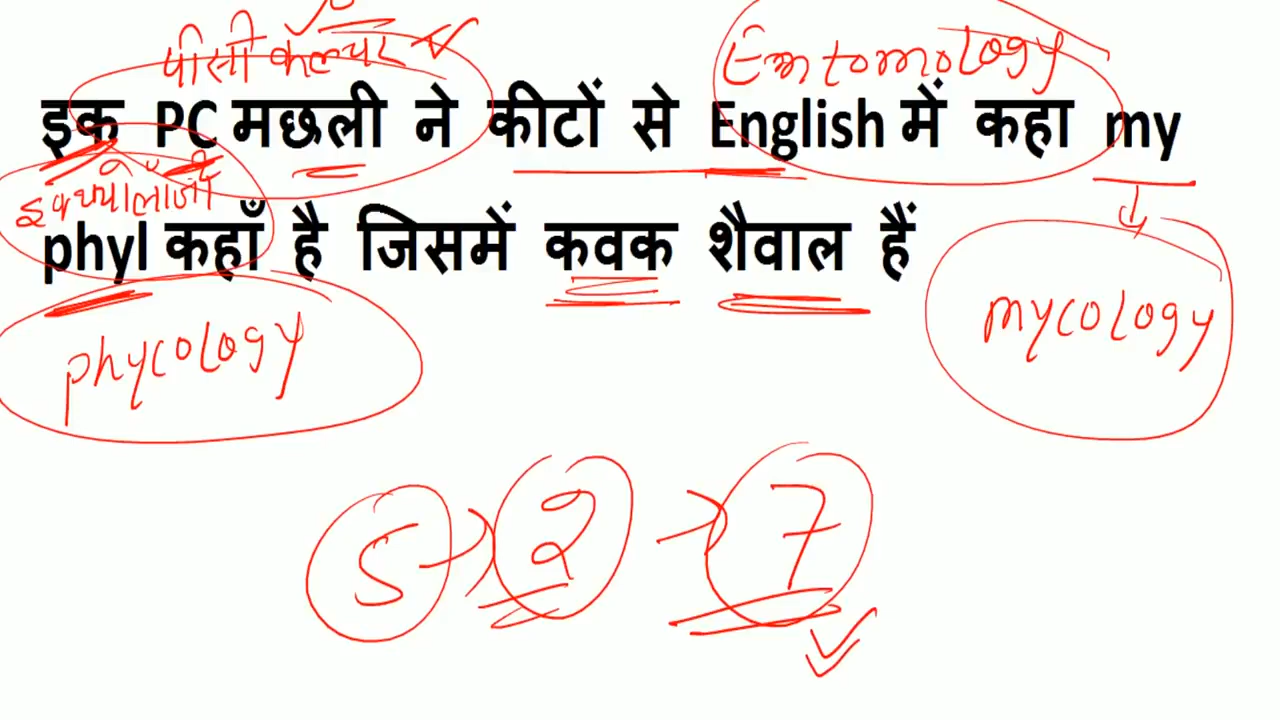 पीसी कल्चर
Entomology
इक PC मछली ने कीटों से English में कहा my
इक्थ्योलॉजी
phyl कहाँ है जिसमें कवक शैवाल हैं
phycology
mycology
5 → 2 → 7